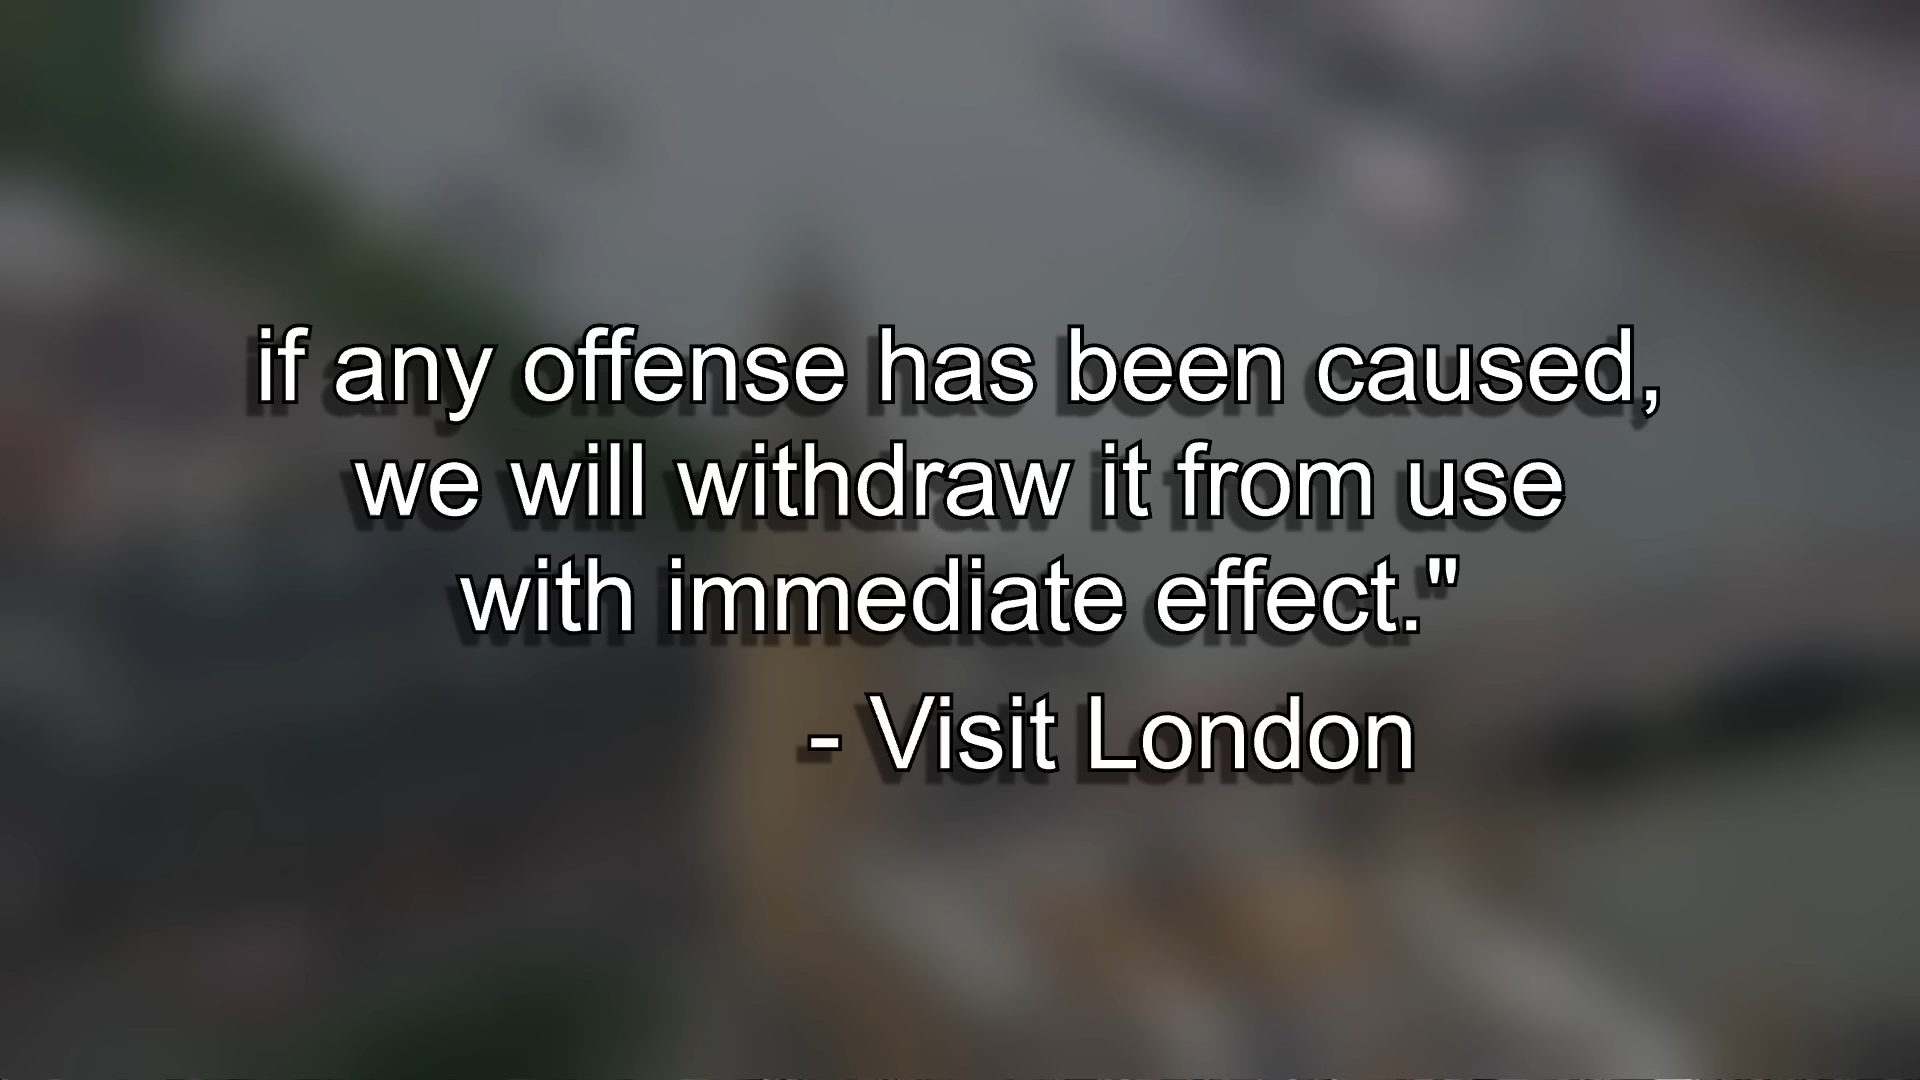 if any offense has been caused,
we will withdraw it from use
with immediate effect."
- Visit London